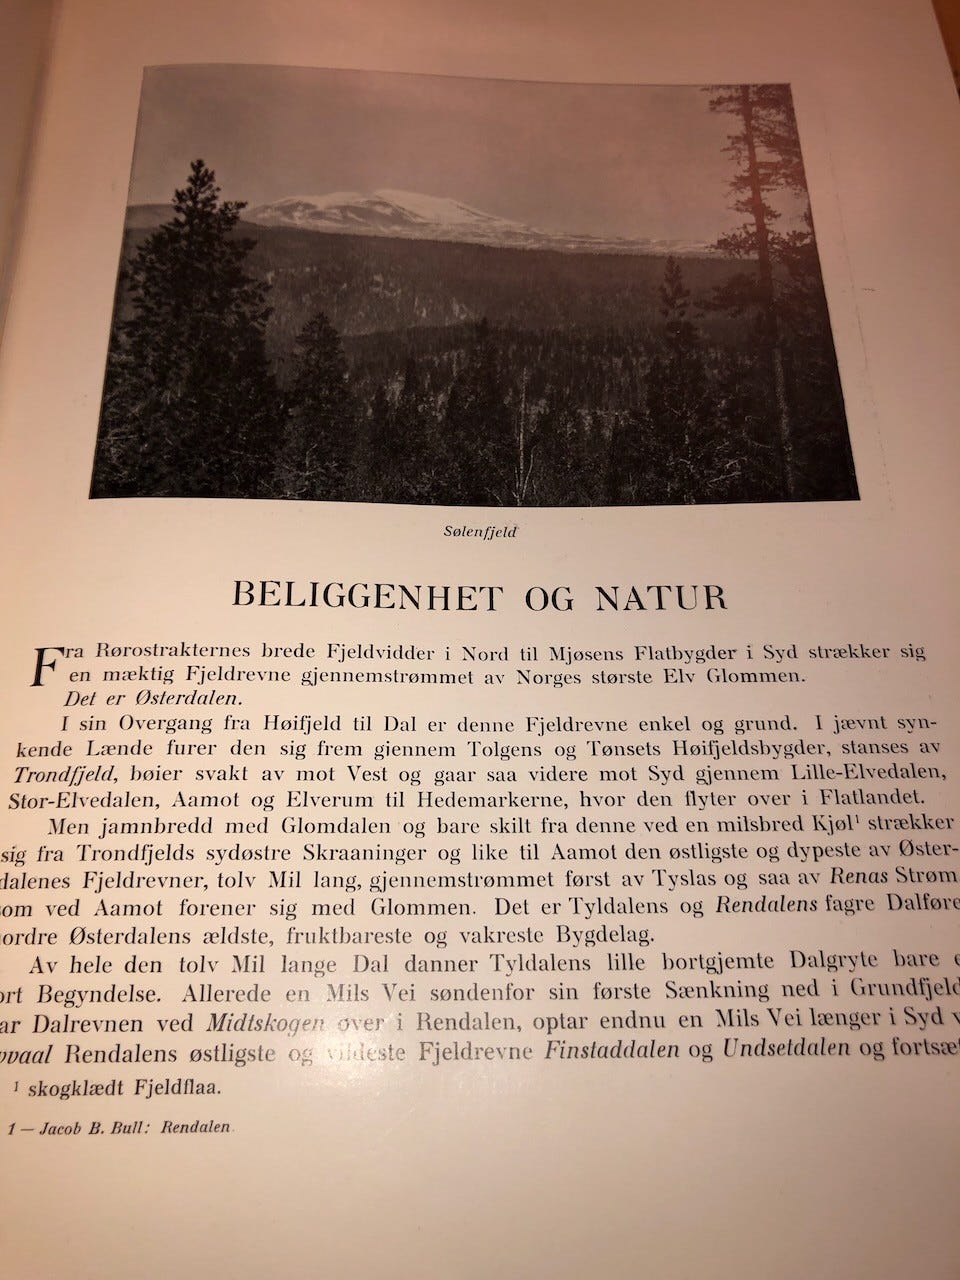 Sølenfjeld
BELIGGENHET OG NATUR
Fra Rørostrakternes brede Fjeldvidder i Nord til Mjøsens Flatbygder i Syd strækker sig
en mæktig Fjeldrevne gjennemstrømmet av Norges største Elv Glommen.
Det er Østerdalen.
I sin Overgang fra Høifjeld til Dal er denne Fjeldrevne enkel og grund. I jævnt syn-
kende Lænde furer den sig frem gjennem Tolgens og Tønsets Høifjeldsbygder, stanses av
Trondfjeld, bøier svakt av mot Vest og gaar saa videre mot Syd gjennem Lille-Elvedalen,
Stor-Elvedalen, Aamot og Elverum til Hedemarkerne, hvor den flyter over i Flatlandet.
Men jamnbredd med Glomdalen og bare skilt fra denne ved en milsbred Kjøl¹ strækker
sig fra Trondfjelds sydøstre Skraaninger og like til Aamot den østligste og dypeste av Øster-
dalenes Fjeldrevner, tolv Mil lang, gjennemstrømmet først av Tyslas og saa av Renas Strøm
som ved Aamot forener sig med Glommen. Det er Tyldalens og Rendalens fagre Dalføre
nordre Østerdalens ældste, fruktbareste og vakreste Bygdelag.
Av hele den tolv Mil lange Dal danner Tyldalens lille bortgjemte Dalgryte bare e
ort Begyndelse. Allerede en Mils Vei søndenfor sin første Sænkning ned i Grundfjeld
ar Dalrevnen ved Midtskogen over i Rendalen, optar endnu en Mils Vei længer i Syd v
vaal Rendalens østligste og vildeste Fjeldrevne Finstaddalen og Undsetdalen og fortsæt
¹ skogklædt Fjeldflaa.
1 — Jacob B. Bull: Rendalen